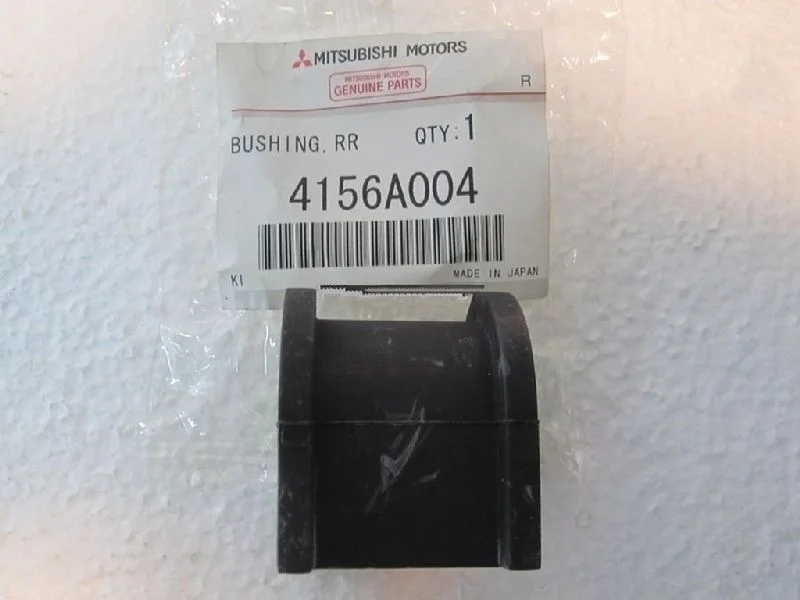 MITSUBISHI MOTORS
MITSUBISHI MOTORS
GENUINE PARTS
R
BUSHING, RR QTY:1
4156A004
KI MADE IN JAPAN